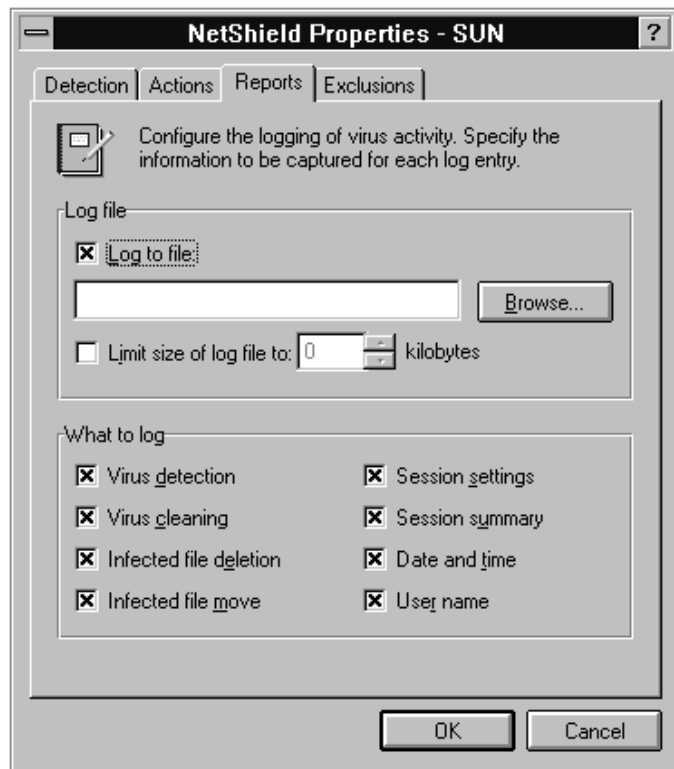 NetShield Properties - SUN
?
Detection Actions Reports Exclusions
Configure the logging of virus activity. Specify the
information to be captured for each log entry.
Log file
Log to file:
Browse...
Limit size of log file to: 0 kilobytes
What to log
Virus detection Session settings
Virus cleaning Session summary
Infected file deletion Date and time
Infected file move User name
OK Cancel